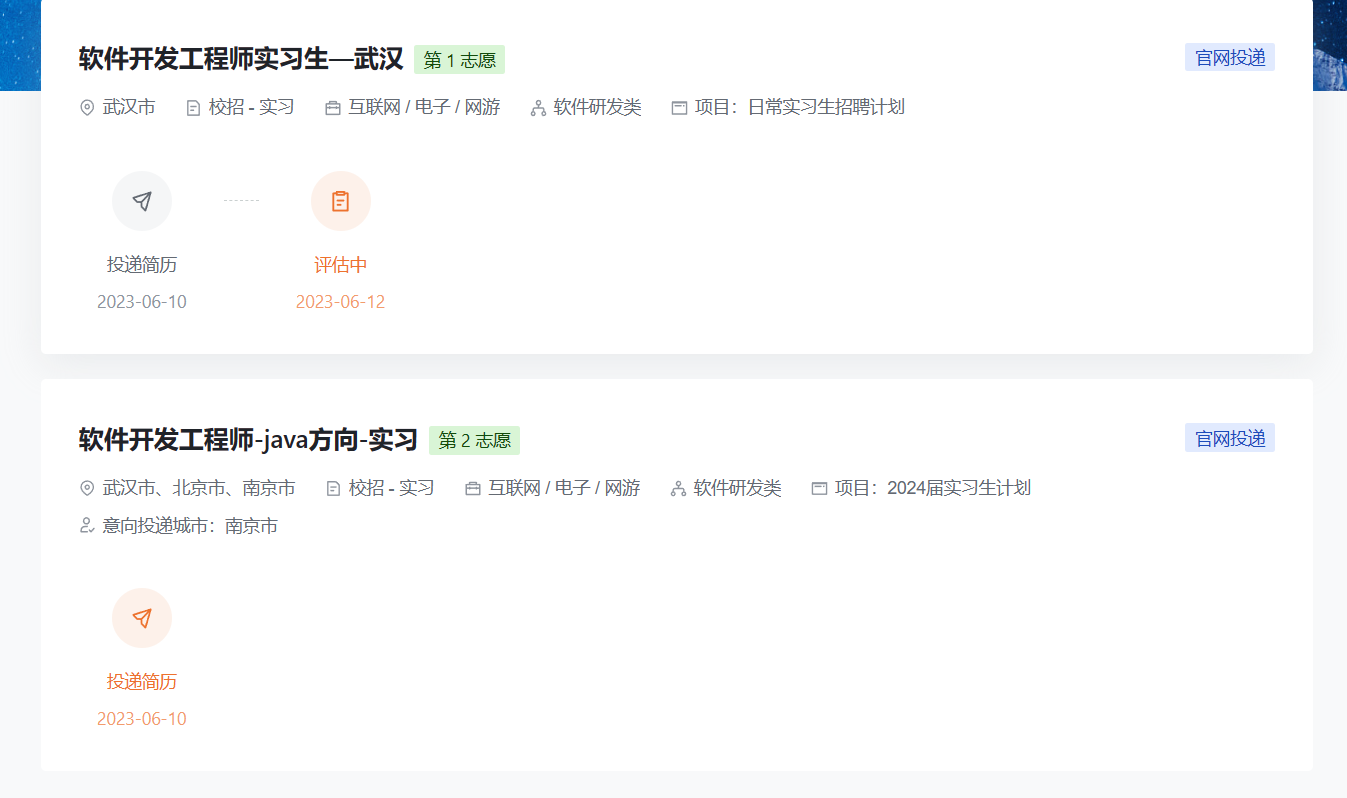 软件开发工程师实习生—武汉 第 1 志愿 官网投递
武汉市 校招 - 实习 互联网 / 电子 / 网游 软件研发类 项目：日常实习生招聘计划
投递简历 评估中
2023-06-10 2023-06-12
软件开发工程师-java方向-实习 第 2 志愿 官网投递
武汉市、北京市、南京市 校招 - 实习 互联网 / 电子 / 网游 软件研发类 项目：2024届实习生计划
意向投递城市：南京市
投递简历
2023-06-10